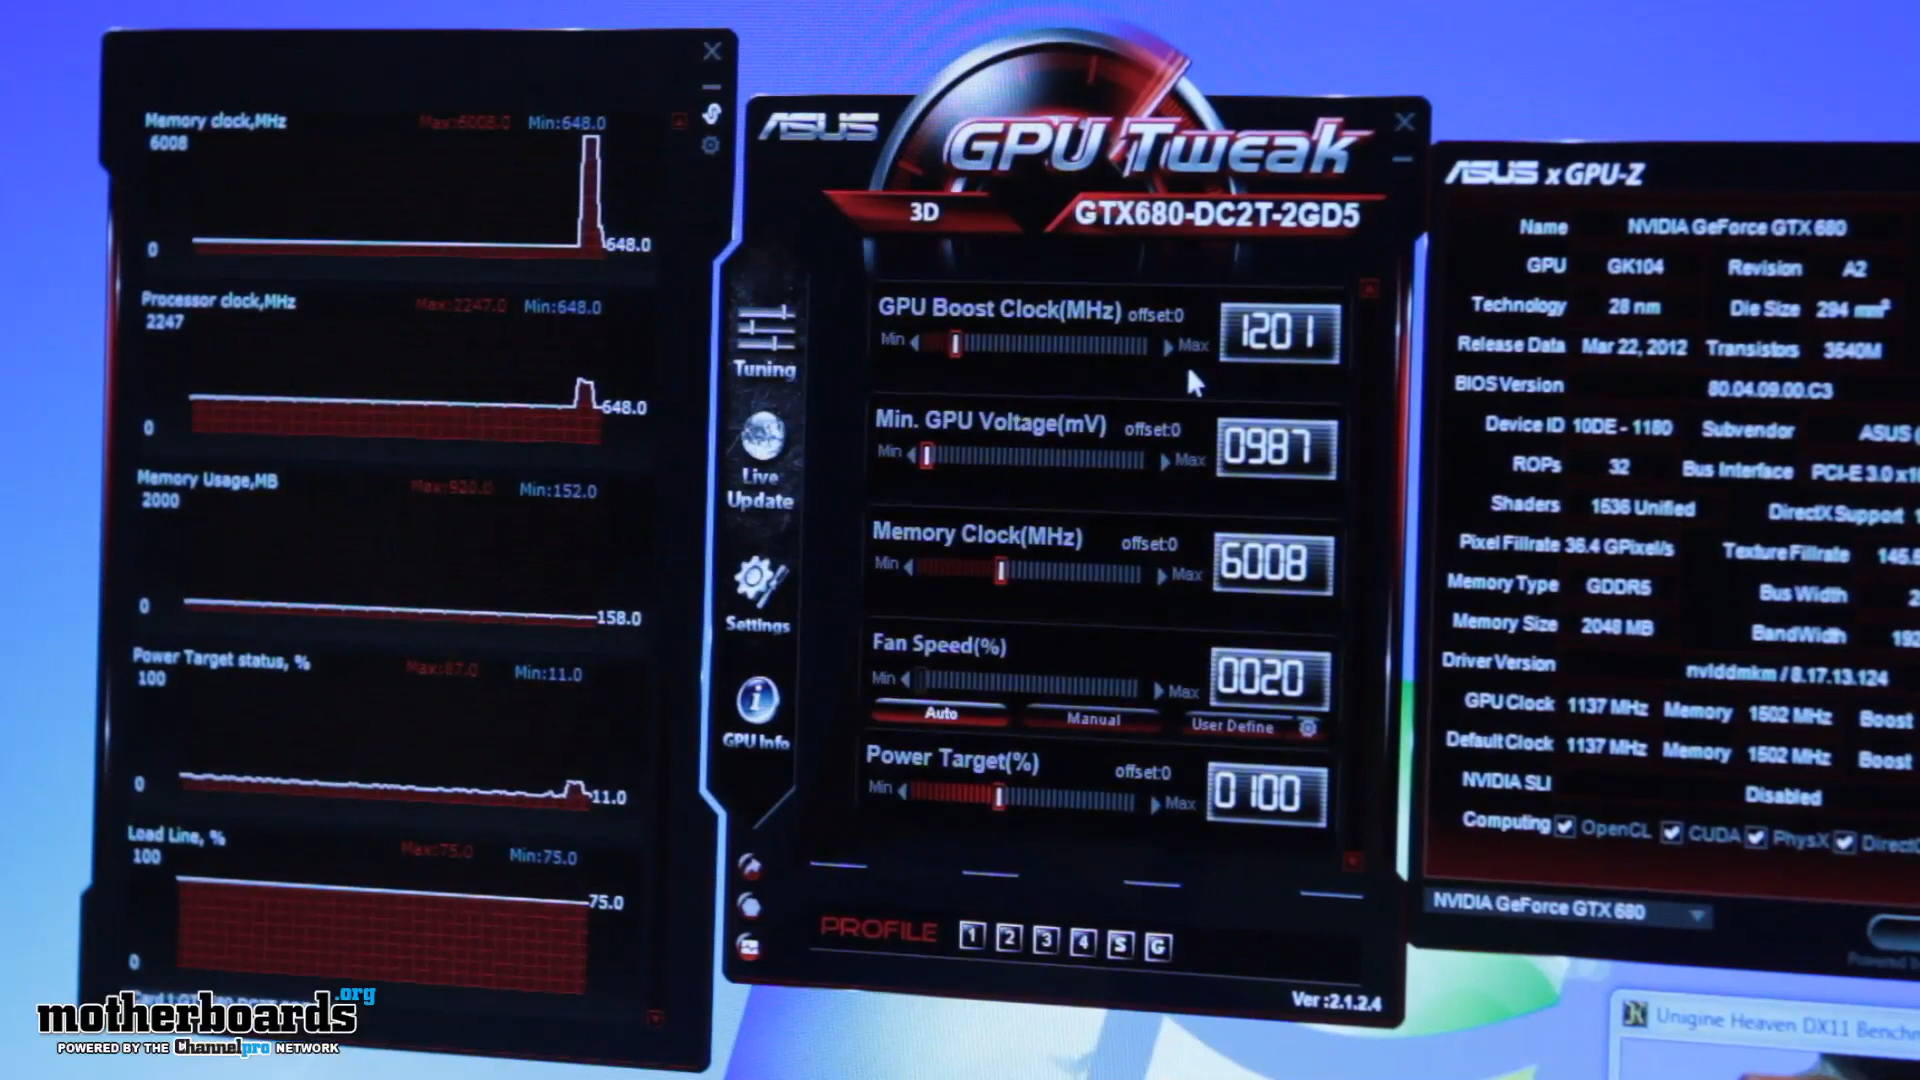 Memory clock,MHz Max:6008.0 Min:648.0
6008
0
648.0
Processor clock,MHz Max:2247.0 Min:648.0
2247
648.0
0
Memory Usage,MB Max:920.0 Min:152.0
2000
0
158.0
Power Target status, % Max:87.0 Min:11.0
100
0
11.0
Load Line, % Max:75.0 Min:75.0
100
75.0
0
motherboards.org
POWERED BY THE Channelpro NETWORK
ASUS
GPU Tweak
3D GTX680-DC2T-2GD5
Tuning
Live
Update
Settings
GPU Info
GPU Boost Clock(MHz) offset:0 1201
Min Max
Min. GPU Voltage(mV) offset:0 0987
Min Max
Memory Clock(MHz) offset:0 6008
Min Max
Fan Speed(%) 0020
Min Max
Auto Manual User Define
Power Target(%) offset:0 0100
Min Max
PROFILE 1 2 3 4 S G
Ver :2.1.2.4
ASUS x GPU-Z
Name NVIDIA GeForce GTX 680
GPU GK104 Revision A2
Technology 28 nm Die Size 294 mm²
Release Data Mar 22, 2012 Transistors 3540M
BIOS Version 80.04.09.00.C3
Device ID 10DE - 1180 Subvendor ASUS
ROPs 32 Bus Interface PCI-E 3.0
Shaders 1536 Unified DirectX Support
Pixel Fillrate 36.4 GPixel/s Texture Fillrate 145.5
Memory Type GDDR5 Bus Width
Memory Size 2048 MB BandWidth 192
Driver Version nvlddmkm / 8.17.13.124
GPU Clock 1137 MHz Memory 1502 MHz Boost
Default Clock 1137 MHz Memory 1502 MHz Boost
NVIDIA SLI Disabled
Computing OpenCL CUDA PhysX Direct
NVIDIA GeForce GTX 680
Unigine Heaven DX11 Bench